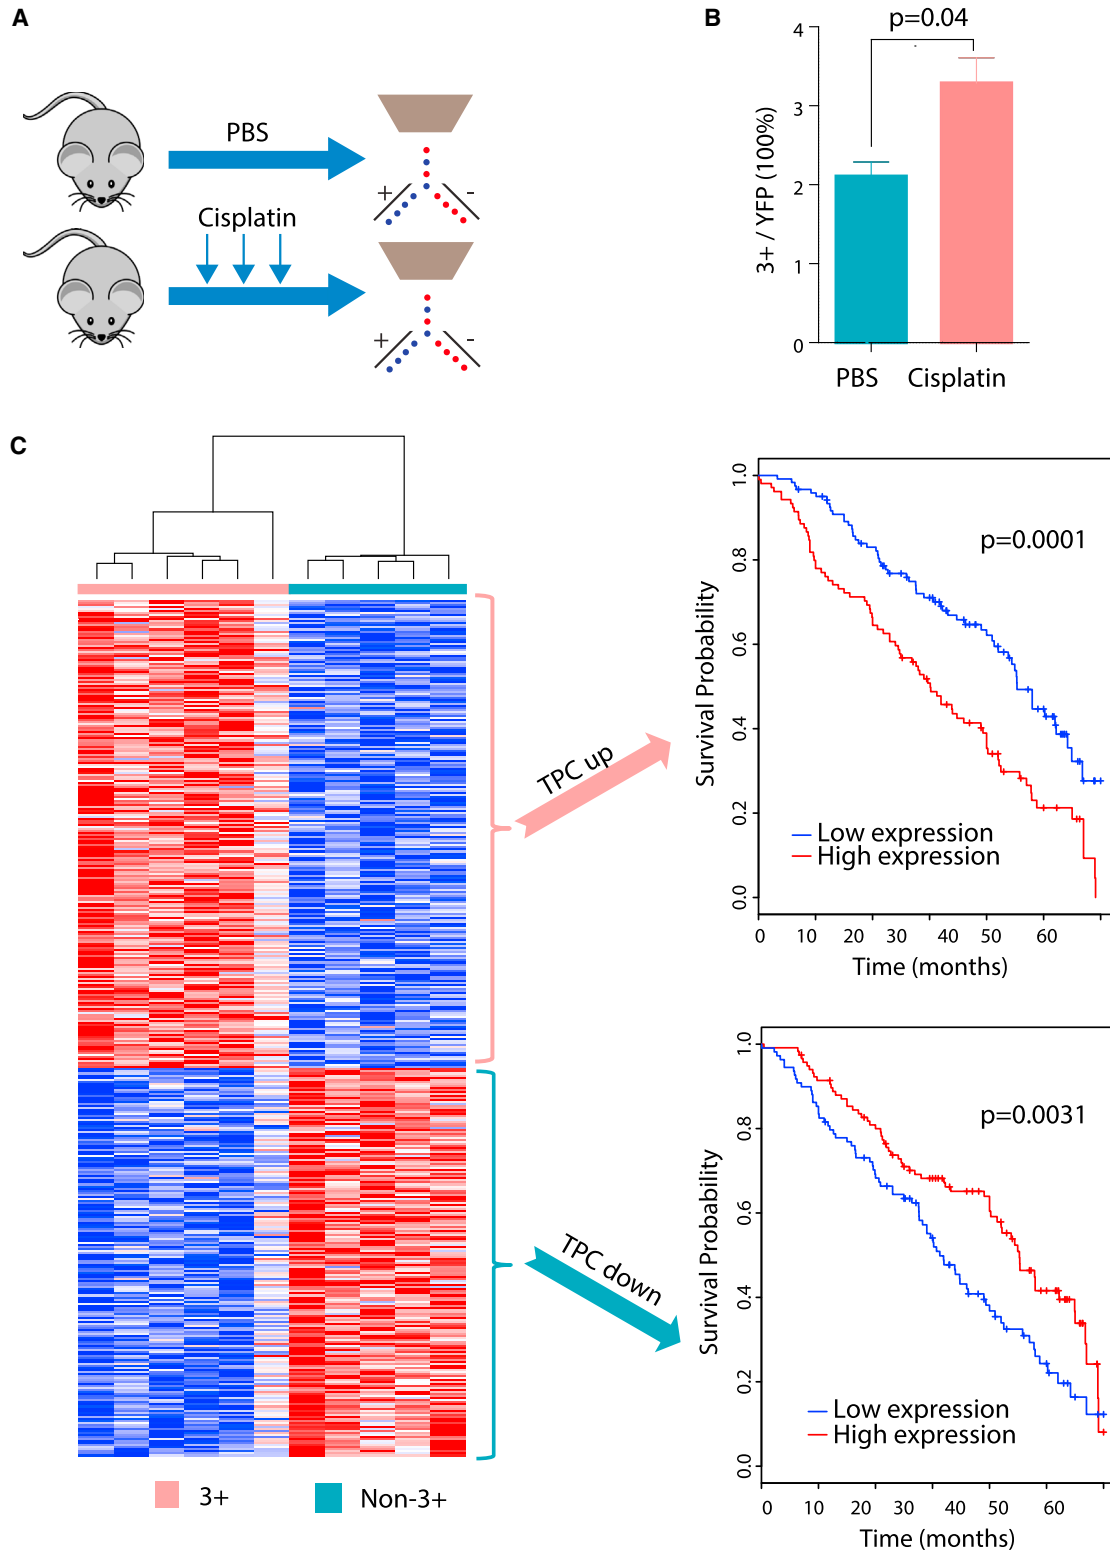 A
PBS
+
-
Cisplatin
+
-
B
p=0.04
4
3
2
1
0
3+ / YFP (100%)
PBS
Cisplatin
C
TPC up
TPC down
3+
Non-3+
p=0.0001
1.0
0.8
0.6
0.4
0.2
0.0
Survival Probability
Low expression
High expression
0 10 20 30 40 50 60
Time (months)
p=0.0031
1.0
0.8
0.6
0.4
0.2
0.0
Survival Probability
Low expression
High expression
0 10 20 30 40 50 60
Time (months)